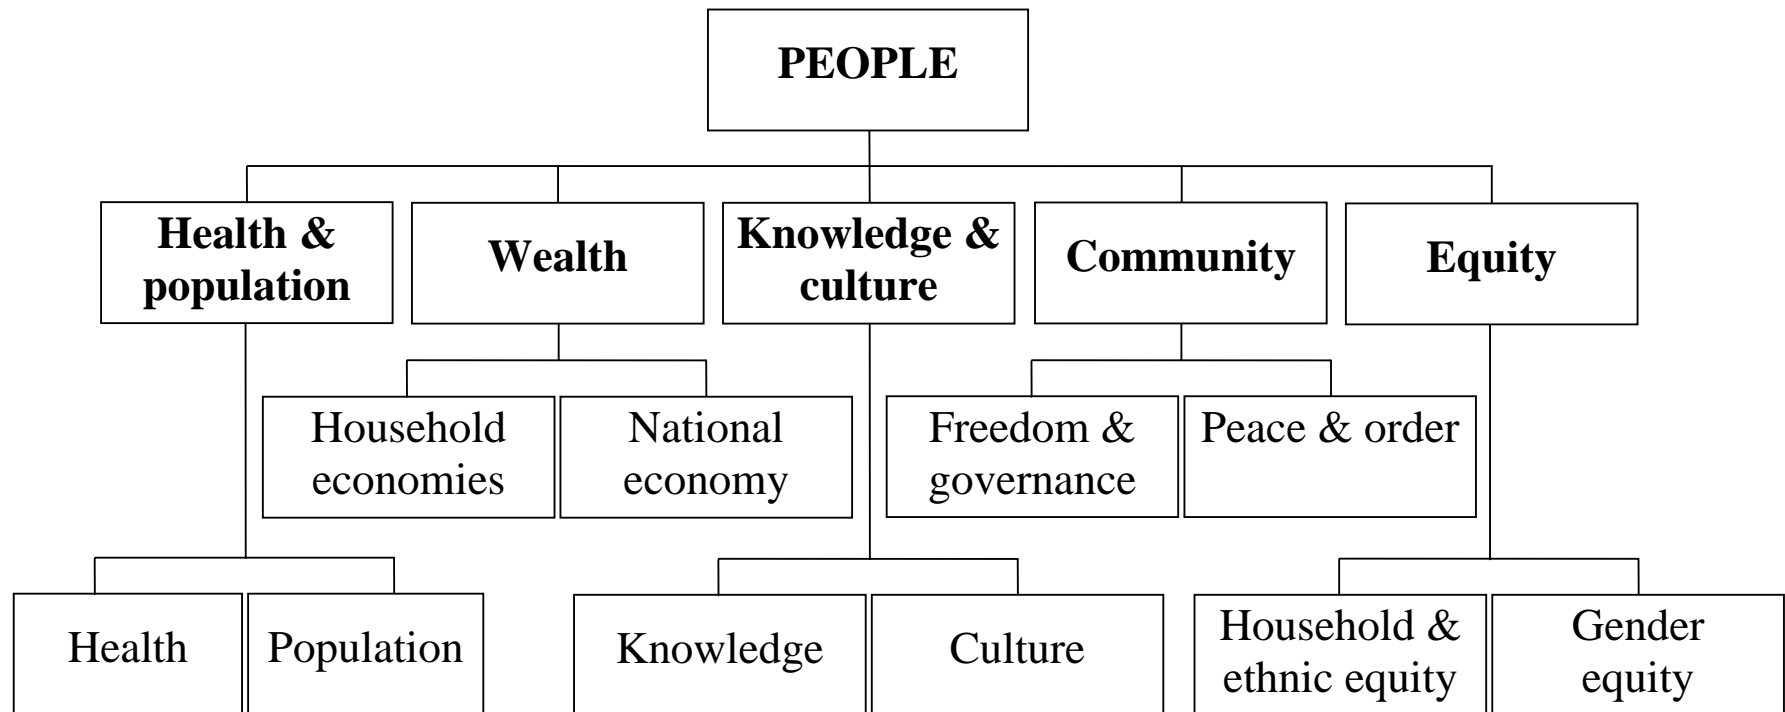 PEOPLE
Health &
population
Wealth
Knowledge &
culture
Community
Equity
Household
economies
National
economy
Freedom &
governance
Peace & order
Health
Population
Knowledge
Culture
Household &
ethnic equity
Gender
equity